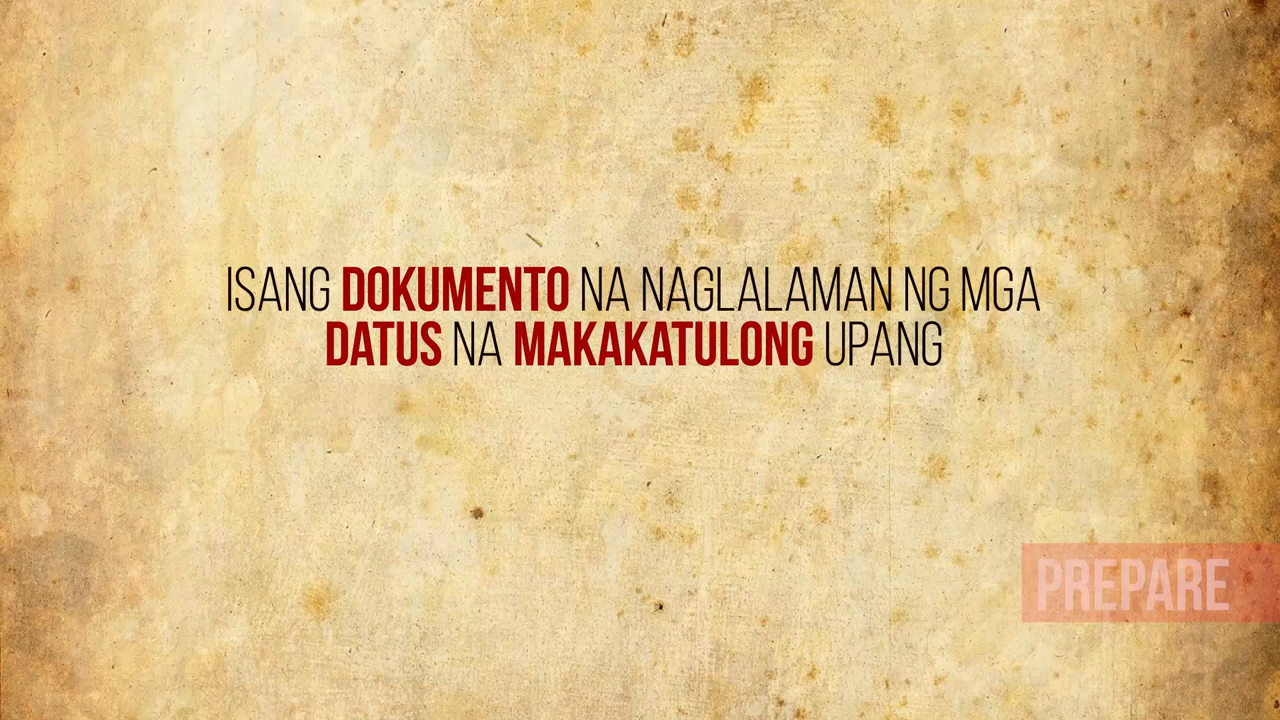 ISANG DOKUMENTO NA NAGLALAMAN NG MGA
DATUS NA MAKAKATULONG UPANG
PREPARE